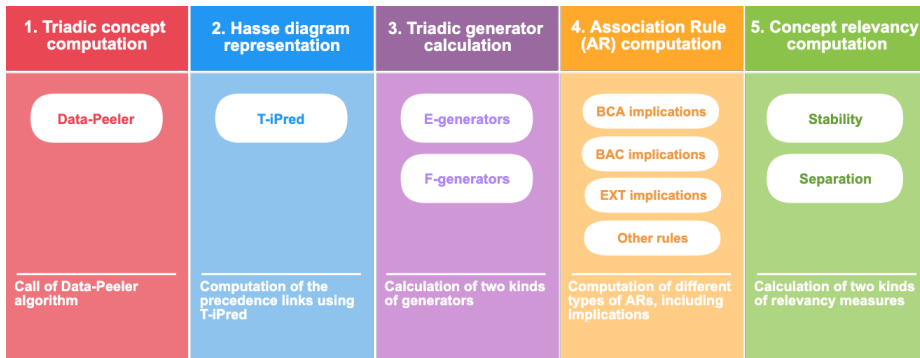 1. Triadic concept
computation
Data-Peeler
Call of Data-Peeler
algorithm
2. Hasse diagram
representation
T-iPred
Computation of the
precedence links using
T-iPred
3. Triadic generator
calculation
E-generators
F-generators
Calculation of two kinds
of generators
4. Association Rule
(AR) computation
BCA implications
BAC implications
EXT implications
Other rules
Computation of different
types of ARs, including
implications
5. Concept relevancy
computation
Stability
Separation
Calculation of two kinds
of relevancy measures